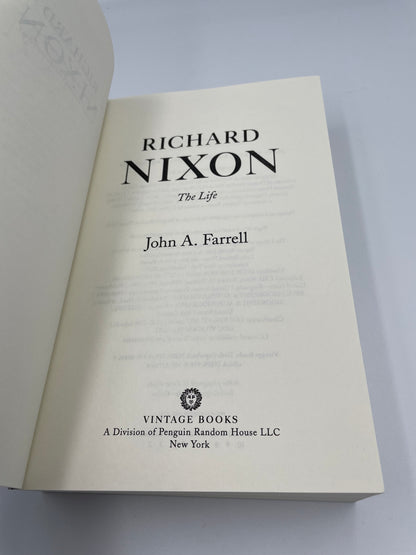 RICHARD
NIXON
The Life
John A. Farrell
VINTAGE BOOKS
A Division of Penguin Random House LLC
New York